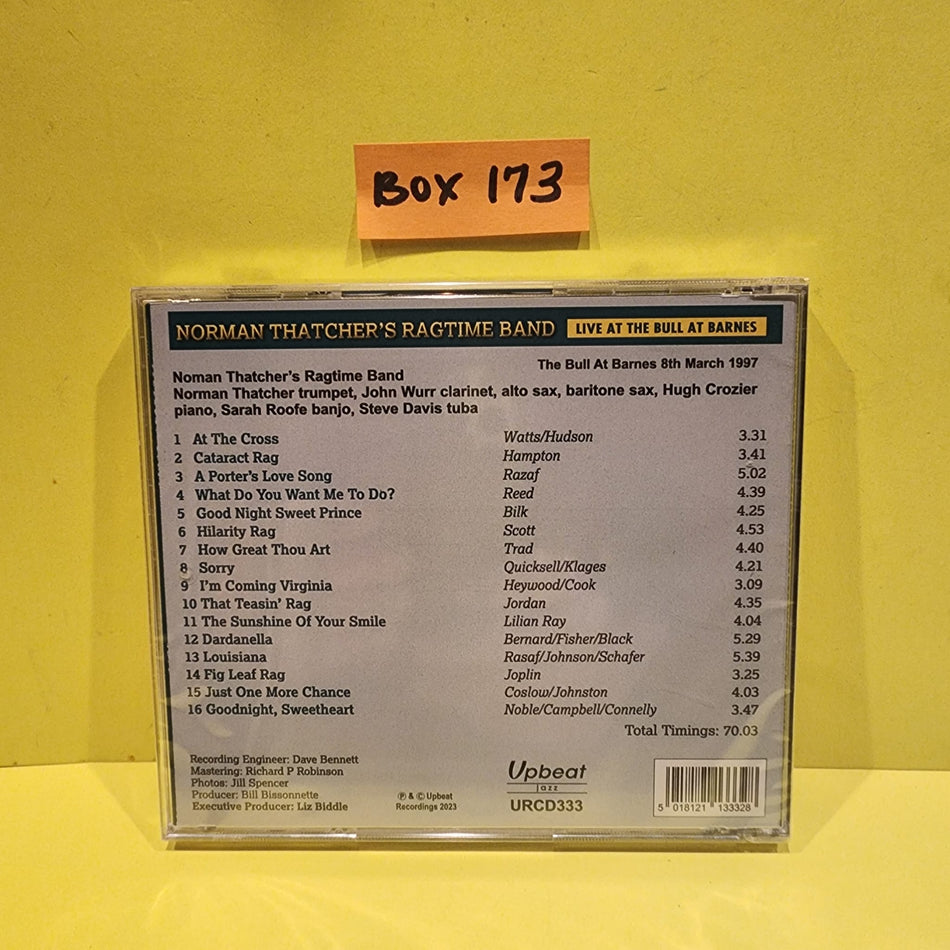 Box 173
NORMAN THATCHER'S RAGTIME BAND LIVE AT THE BULL AT BARNES
The Bull At Barnes 8th March 1997
Noman Thatcher's Ragtime Band
Norman Thatcher trumpet, John Wurr clarinet, alto sax, baritone sax, Hugh Crozier
piano, Sarah Roofe banjo, Steve Davis tuba
1 At The Cross Watts/Hudson 3.31
2 Cataract Rag Hampton 3.41
3 A Porter's Love Song Razaf 5.02
4 What Do You Want Me To Do? Reed 4.39
5 Good Night Sweet Prince Bilk 4.25
6 Hilarity Rag Scott 4.53
7 How Great Thou Art Trad 4.40
8 Sorry Quicksell/Klages 4.21
9 I'm Coming Virginia Heywood/Cook 3.09
10 That Teasin' Rag Jordan 4.35
11 The Sunshine Of Your Smile Lilian Ray 4.04
12 Dardanella Bernard/Fisher/Black 5.29
13 Louisiana Rasaf/Johnson/Schafer 5.39
14 Fig Leaf Rag Joplin 3.25
15 Just One More Chance Coslow/Johnston 4.03
16 Goodnight, Sweetheart Noble/Campbell/Connelly 3.47
Total Timings: 70.03
Recording Engineer: Dave Bennett
Mastering: Richard P Robinson
Photos: Jill Spencer
Producer: Bill Bissonnette
Executive Producer: Liz Biddle
℗ & © Upbeat
Recordings 2023
Upbeat
jazz
URCD333
5 018121 133328